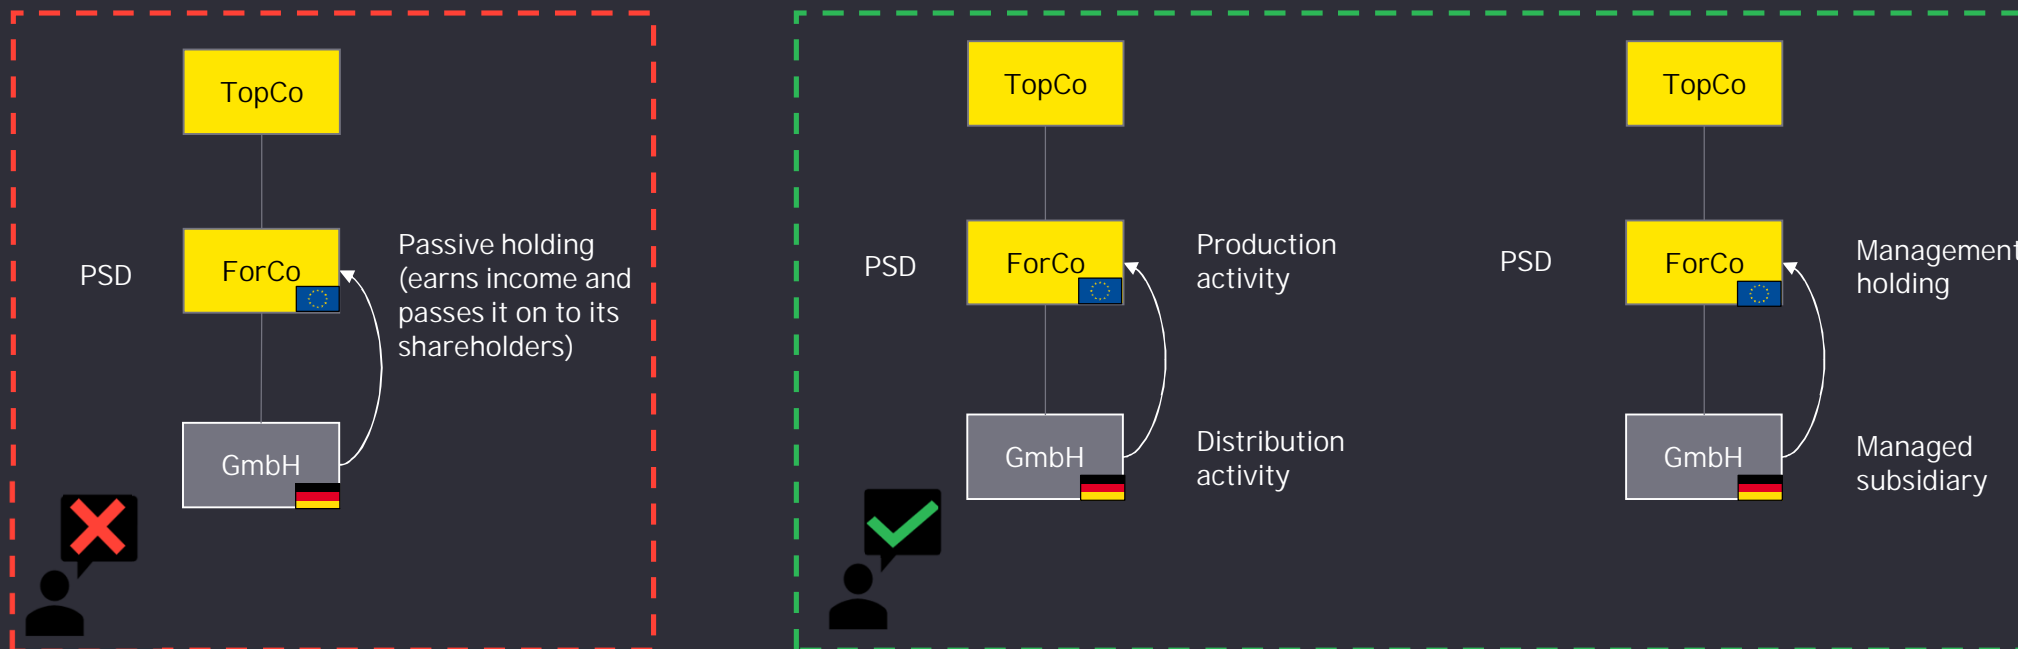 TopCo
PSD
ForCo
Passive holding
(earns income and
passes it on to its
shareholders)
GmbH
TopCo
PSD
ForCo
Production
activity
GmbH
Distribution
activity
TopCo
PSD
ForCo
Management
holding
GmbH
Managed
subsidiary